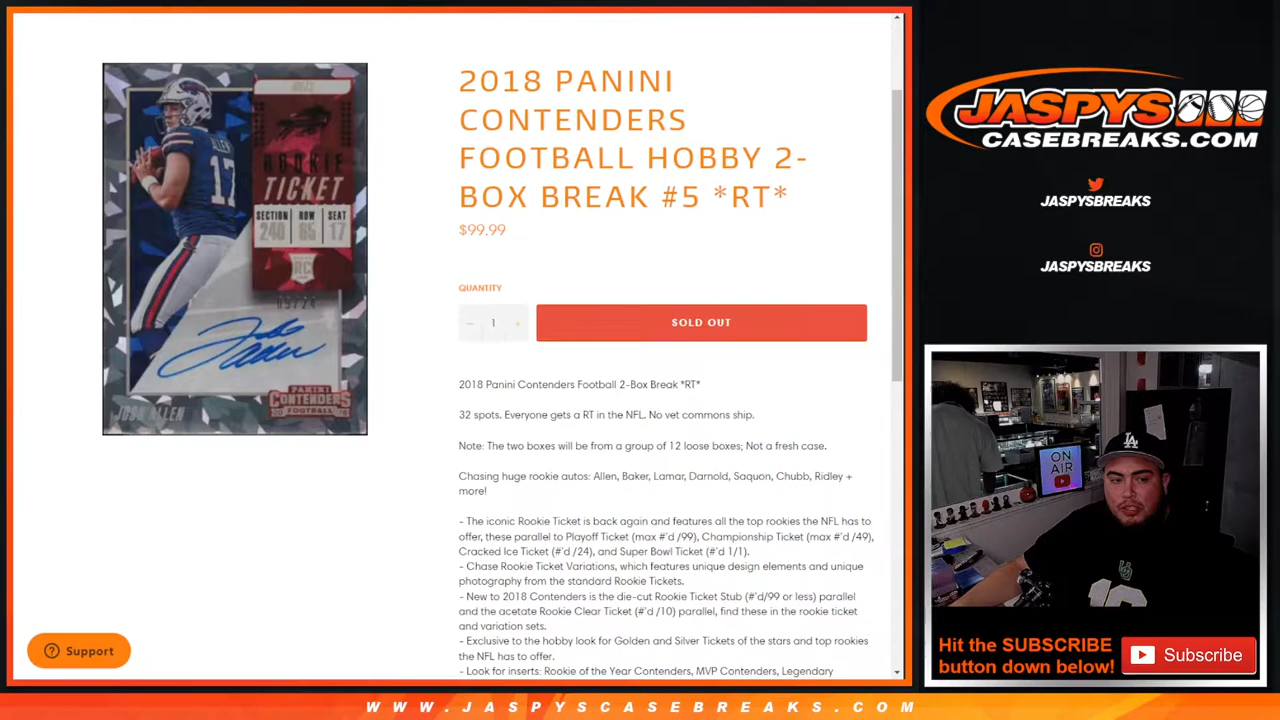 2018 PANINI
CONTENDERS
FOOTBALL HOBBY 2-
BOX BREAK #5 *RT*
$99.99
QUANTITY
− 1 +
SOLD OUT
2018 Panini Contenders Football 2-Box Break *RT*
32 spots. Everyone gets a RT in the NFL. No vet commons ship.
Note: The two boxes will be from a group of 12 loose boxes; Not a fresh case.
Chasing huge rookie autos: Allen, Baker, Lamar, Darnold, Saquon, Chubb, Ridley +
more!
- The iconic Rookie Ticket is back again and features all the top rookies the NFL has to
offer, these parallel to Playoff Ticket (max #'d /99), Championship Ticket (max #'d /49),
Cracked Ice Ticket (#'d /24), and Super Bowl Ticket (#'d 1/1).
- Chase Rookie Ticket Variations, which features unique design elements and unique
photography from the standard Rookie Tickets.
- New to 2018 Contenders is the die-cut Rookie Ticket Stub (#'d/99 or less) parallel
and the acetate Rookie Clear Ticket (#'d /10) parallel, find these in the rookie ticket
and variation sets.
- Exclusive to the hobby look for Golden and Silver Tickets of the stars and top rookies
the NFL has to offer.
- Look for inserts: Rookie of the Year Contenders, MVP Contenders, Legendary
ALLEN
17
ROOKIE
TICKET
SECTION ROW SEAT
240 65 17
RC
Josh Allen
JOSH ALLEN
PANINI
CONTENDERS
FOOTBALL
Support
JASPYS
CASEBREAKS.COM
JASPYSBREAKS
JASPYSBREAKS
LA
ON
AIR
Hit the SUBSCRIBE
button down below!
Subscribe
WWW.JASPYSCASEBREAKS.COM